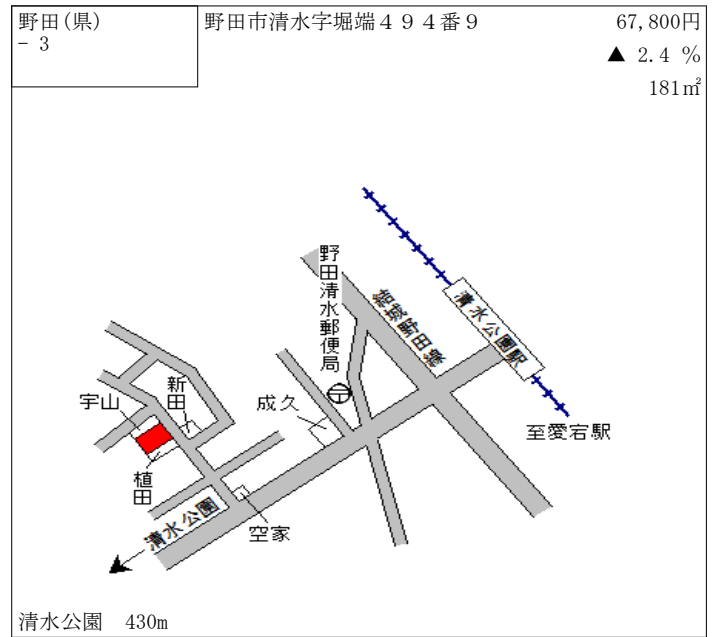 野田(県)
- 3
野田市清水字堀端４９４番９
67,800円
▲ 2.4 %
181㎡
野田清水郵便局
結城野田線
清水公園駅
新田
宇山
成久
至愛宕駅
植田
清水公園
空家
清水公園 430m